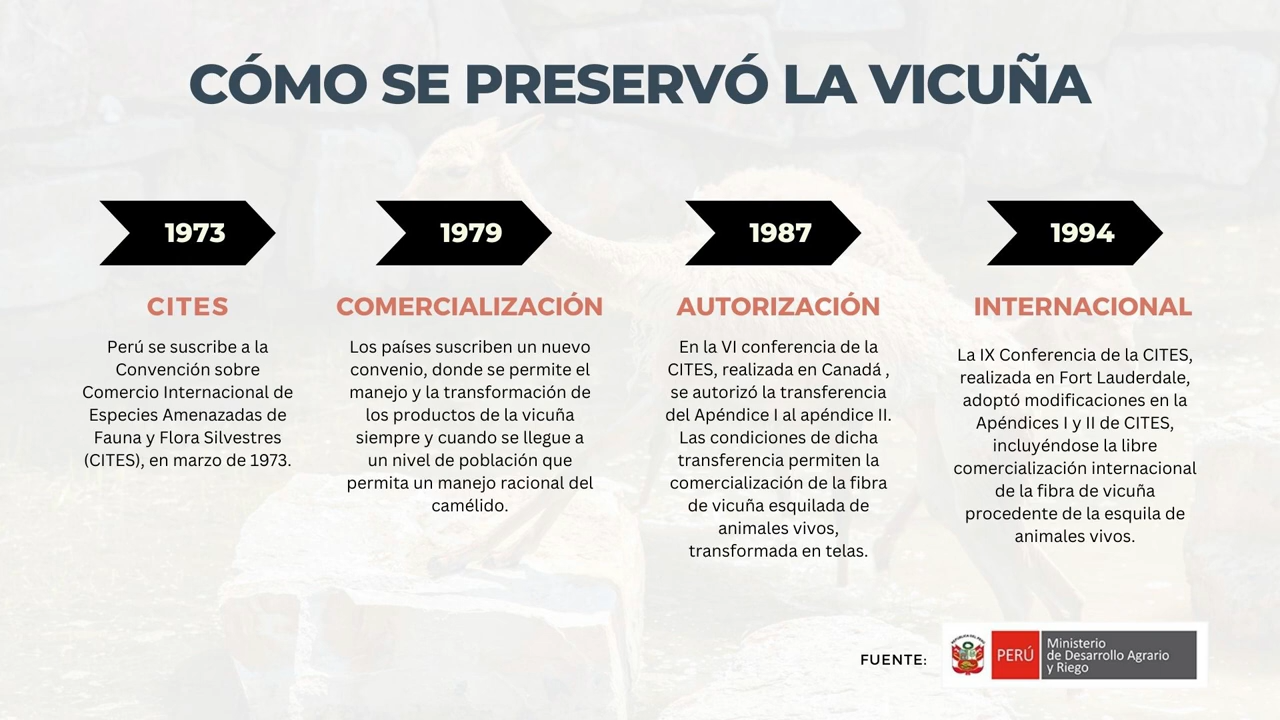 CÓMO SE PRESERVÓ LA VICUÑA
1973
CITES
Perú se suscribe a la
Convención sobre
Comercio Internacional de
Especies Amenazadas de
Fauna y Flora Silvestres
(CITES), en marzo de 1973.
1979
COMERCIALIZACIÓN
Los países suscriben un nuevo
convenio, donde se permite el
manejo y la transformación de
los productos de la vicuña
siempre y cuando se llegue a
un nivel de población que
permita un manejo racional del
camélido.
1987
AUTORIZACIÓN
En la VI conferencia de la
CITES, realizada en Canadá ,
se autorizó la transferencia
del Apéndice I al apéndice II.
Las condiciones de dicha
transferencia permiten la
comercialización de la fibra
de vicuña esquilada de
animales vivos,
transformada en telas.
1994
INTERNACIONAL
La IX Conferencia de la CITES,
realizada en Fort Lauderdale,
adoptó modificaciones en la
Apéndices I y II de CITES,
incluyéndose la libre
comercialización internacional
de la fibra de vicuña
procedente de la esquila de
animales vivos.
FUENTE:
PERÚ
Ministerio
de Desarrollo Agrario
y Riego